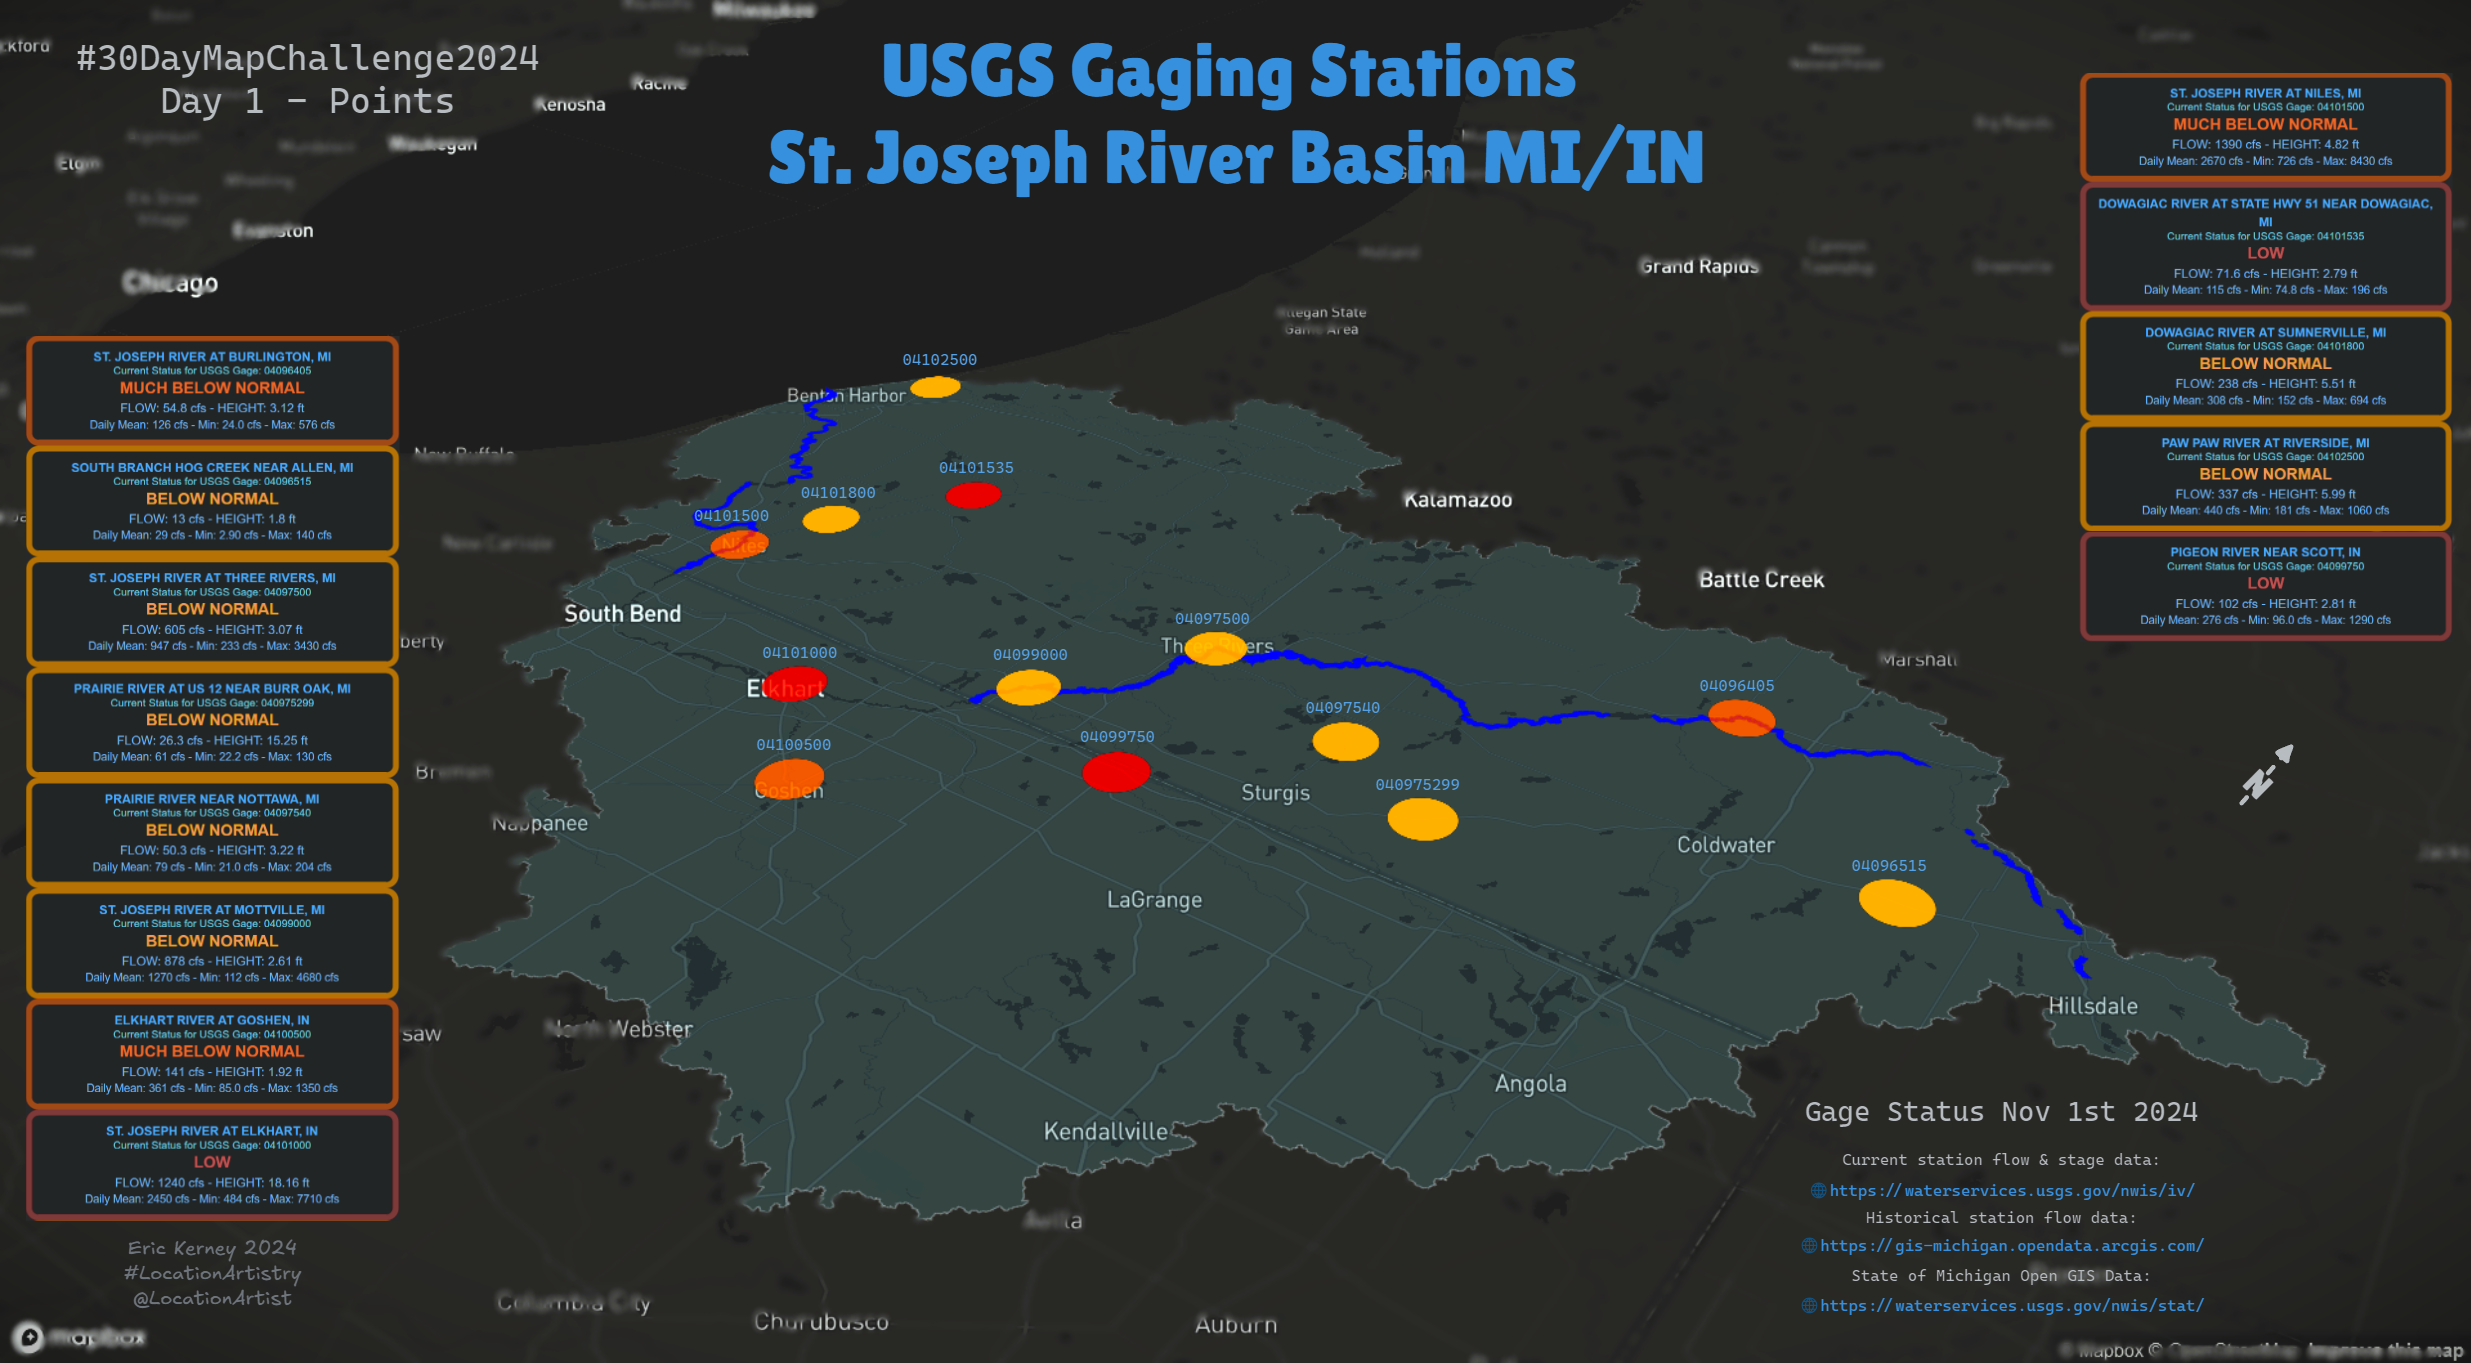 #30DayMapChallenge2024
Day 1 - Points
USGS Gaging Stations
St. Joseph River Basin MI/IN
ST. JOSEPH RIVER AT BURLINGTON, MI
Current Status for USGS Gage: 04096405
MUCH BELOW NORMAL
FLOW: 54.8 cfs - HEIGHT: 3.12 ft
Daily Mean: 126 cfs - Min: 24.0 cfs - Max: 576 cfs
SOUTH BRANCH HOG CREEK NEAR ALLEN, MI
Current Status for USGS Gage: 04096515
BELOW NORMAL
FLOW: 13 cfs - HEIGHT: 1.8 ft
Daily Mean: 29 cfs - Min: 2.90 cfs - Max: 140 cfs
ST. JOSEPH RIVER AT THREE RIVERS, MI
Current Status for USGS Gage: 04097500
BELOW NORMAL
FLOW: 605 cfs - HEIGHT: 3.07 ft
Daily Mean: 947 cfs - Min: 233 cfs - Max: 3430 cfs
PRAIRIE RIVER AT US 12 NEAR BURR OAK, MI
Current Status for USGS Gage: 040975299
BELOW NORMAL
FLOW: 26.3 cfs - HEIGHT: 15.25 ft
Daily Mean: 61 cfs - Min: 22.2 cfs - Max: 130 cfs
PRAIRIE RIVER NEAR NOTTAWA, MI
Current Status for USGS Gage: 04097540
BELOW NORMAL
FLOW: 50.3 cfs - HEIGHT: 3.22 ft
Daily Mean: 79 cfs - Min: 21.0 cfs - Max: 204 cfs
ST. JOSEPH RIVER AT MOTTVILLE, MI
Current Status for USGS Gage: 04099000
BELOW NORMAL
FLOW: 878 cfs - HEIGHT: 2.61 ft
Daily Mean: 1270 cfs - Min: 112 cfs - Max: 4680 cfs
ELKHART RIVER AT GOSHEN, IN
Current Status for USGS Gage: 04100500
MUCH BELOW NORMAL
FLOW: 141 cfs - HEIGHT: 1.92 ft
Daily Mean: 361 cfs - Min: 85.0 cfs - Max: 1350 cfs
ST. JOSEPH RIVER AT ELKHART, IN
Current Status for USGS Gage: 04101000
LOW
FLOW: 1240 cfs - HEIGHT: 18.16 ft
Daily Mean: 2450 cfs - Min: 484 cfs - Max: 7710 cfs
Eric Kerney 2024
#LocationArtistry
@LocationArtist
mapbox
ST. JOSEPH RIVER AT NILES, MI
Current Status for USGS Gage: 04101500
MUCH BELOW NORMAL
FLOW: 1390 cfs - HEIGHT: 4.82 ft
Daily Mean: 2670 cfs - Min: 726 cfs - Max: 8430 cfs
DOWAGIAC RIVER AT STATE HWY 51 NEAR DOWAGIAC,
MI
Current Status for USGS Gage: 04101535
LOW
FLOW: 71.6 cfs - HEIGHT: 2.79 ft
Daily Mean: 115 cfs - Min: 74.8 cfs - Max: 196 cfs
DOWAGIAC RIVER AT SUMNERVILLE, MI
Current Status for USGS Gage: 04101800
BELOW NORMAL
FLOW: 238 cfs - HEIGHT: 5.51 ft
Daily Mean: 308 cfs - Min: 152 cfs - Max: 694 cfs
PAW PAW RIVER AT RIVERSIDE, MI
Current Status for USGS Gage: 04102500
BELOW NORMAL
FLOW: 337 cfs - HEIGHT: 5.99 ft
Daily Mean: 440 cfs - Min: 181 cfs - Max: 1060 cfs
PIGEON RIVER NEAR SCOTT, IN
Current Status for USGS Gage: 04099750
LOW
FLOW: 102 cfs - HEIGHT: 2.81 ft
Daily Mean: 276 cfs - Min: 96.0 cfs - Max: 1290 cfs
Milwaukee
Racine
Kenosha
Waukegan
Elgin
Evanston
Chicago
Grand Rapids
Allegan State
Game Area
04102500
Benton Harbor
New Buffalo
04101535
04101800
Kalamazoo
04101500
Niles
New Carlisle
Battle Creek
South Bend
04097500
Three Rivers
berty
04101000
04099000
Marshall
Elkhart
04096405
04097540
04100500
04099750
Bremen
Goshen
Sturgis
040975299
Nappanee
Coldwater
04096515
LaGrange
Hillsdale
North Webster
saw
Angola
Kendallville
Avilla
Columbia City
Churubusco
Auburn
N
Gage Status Nov 1st 2024
Current station flow & stage data:
https://waterservices.usgs.gov/nwis/iv/
Historical station flow data:
https://gis-michigan.opendata.arcgis.com/
State of Michigan Open GIS Data:
https://waterservices.usgs.gov/nwis/stat/
© Mapbox © OpenStreetMap Improve this map